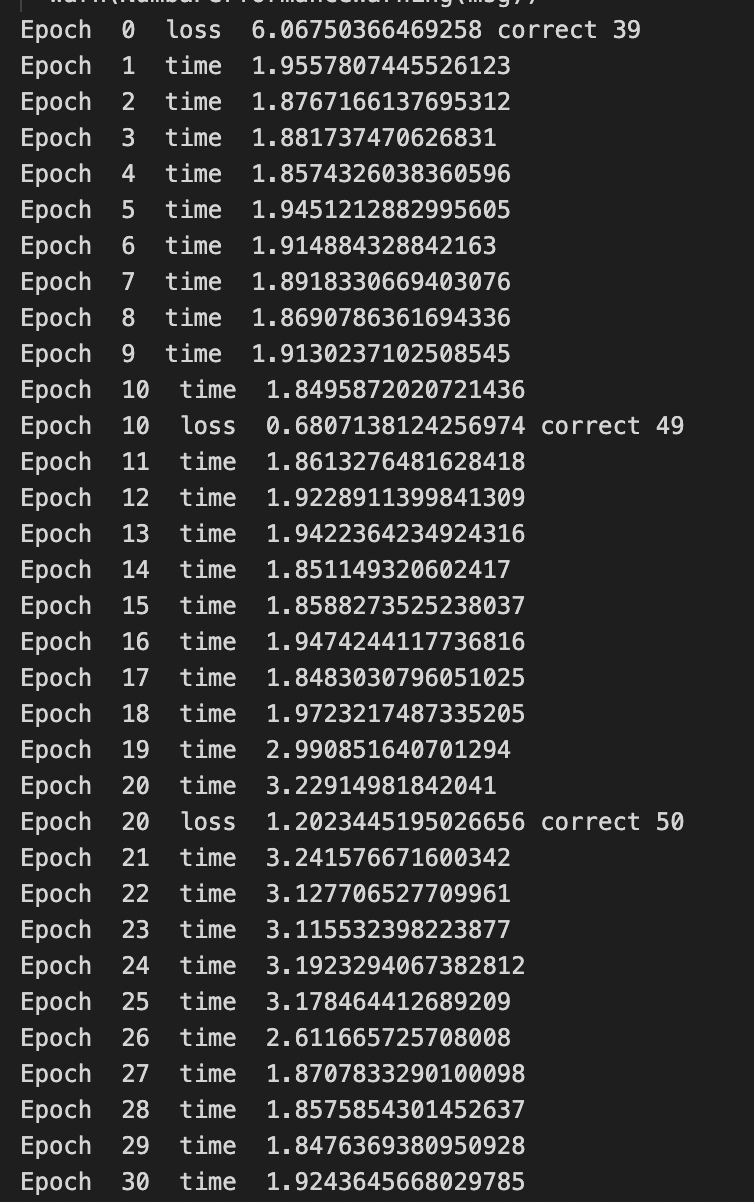 warn(NumbaPerformanceWarning(msg))
Epoch  0  loss  6.06750366469258 correct 39
Epoch  1  time  1.9557807445526123
Epoch  2  time  1.8767166137695312
Epoch  3  time  1.881737470626831
Epoch  4  time  1.8574326038360596
Epoch  5  time  1.9451212882995605
Epoch  6  time  1.914884328842163
Epoch  7  time  1.8918330669403076
Epoch  8  time  1.8690786361694336
Epoch  9  time  1.9130237102508545
Epoch  10  time  1.8495872020721436
Epoch  10  loss  0.6807138124256974 correct 49
Epoch  11  time  1.8613276481628418
Epoch  12  time  1.9228911399841309
Epoch  13  time  1.9422364234924316
Epoch  14  time  1.851149320602417
Epoch  15  time  1.8588273525238037
Epoch  16  time  1.9474244117736816
Epoch  17  time  1.8483030796051025
Epoch  18  time  1.9723217487335205
Epoch  19  time  2.990851640701294
Epoch  20  time  3.22914981842041
Epoch  20  loss  1.2023445195026656 correct 50
Epoch  21  time  3.241576671600342
Epoch  22  time  3.127706527709961
Epoch  23  time  3.115532398223877
Epoch  24  time  3.1923294067382812
Epoch  25  time  3.178464412689209
Epoch  26  time  2.611665725708008
Epoch  27  time  1.8707833290100098
Epoch  28  time  1.8575854301452637
Epoch  29  time  1.8476369380950928
Epoch  30  time  1.9243645668029785